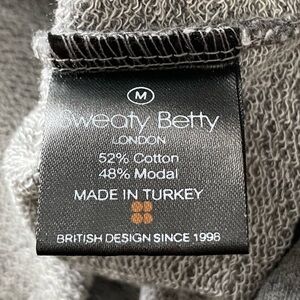 M
Sweaty Betty
LONDON
52% Cotton
48% Modal
MADE IN TURKEY
BRITISH DESIGN SINCE 1998